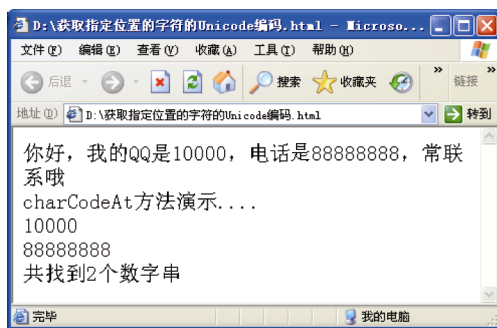 D:\获取指定位置的字符的Unicode编码.html - Microso...
文件(F) 编辑(E) 查看(V) 收藏(A) 工具(T) 帮助(H)
后退 搜索 收藏夹 » 链接 »
地址(D) D:\获取指定位置的字符的Unicode编码.html 转到
你好，我的QQ是10000，电话是88888888，常联
系哦
charCodeAt方法演示....
10000
88888888
共找到2个数字串
完毕 我的电脑